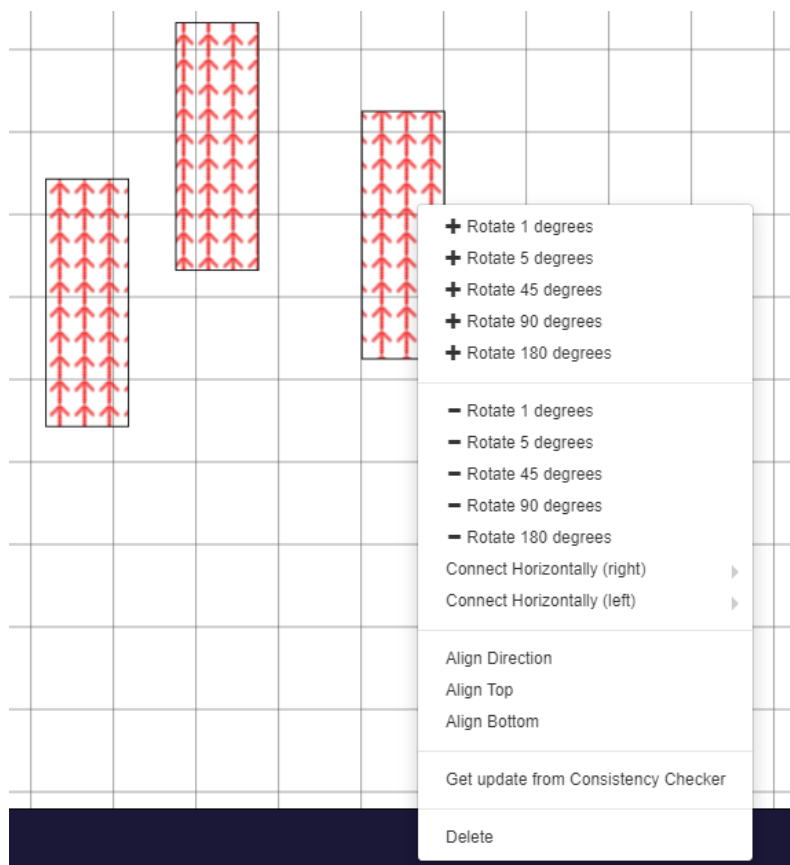 + Rotate 1 degrees
+ Rotate 5 degrees
+ Rotate 45 degrees
+ Rotate 90 degrees
+ Rotate 180 degrees
- Rotate 1 degrees
- Rotate 5 degrees
- Rotate 45 degrees
- Rotate 90 degrees
- Rotate 180 degrees
Connect Horizontally (right)
Connect Horizontally (left)
Align Direction
Align Top
Align Bottom
Get update from Consistency Checker
Delete